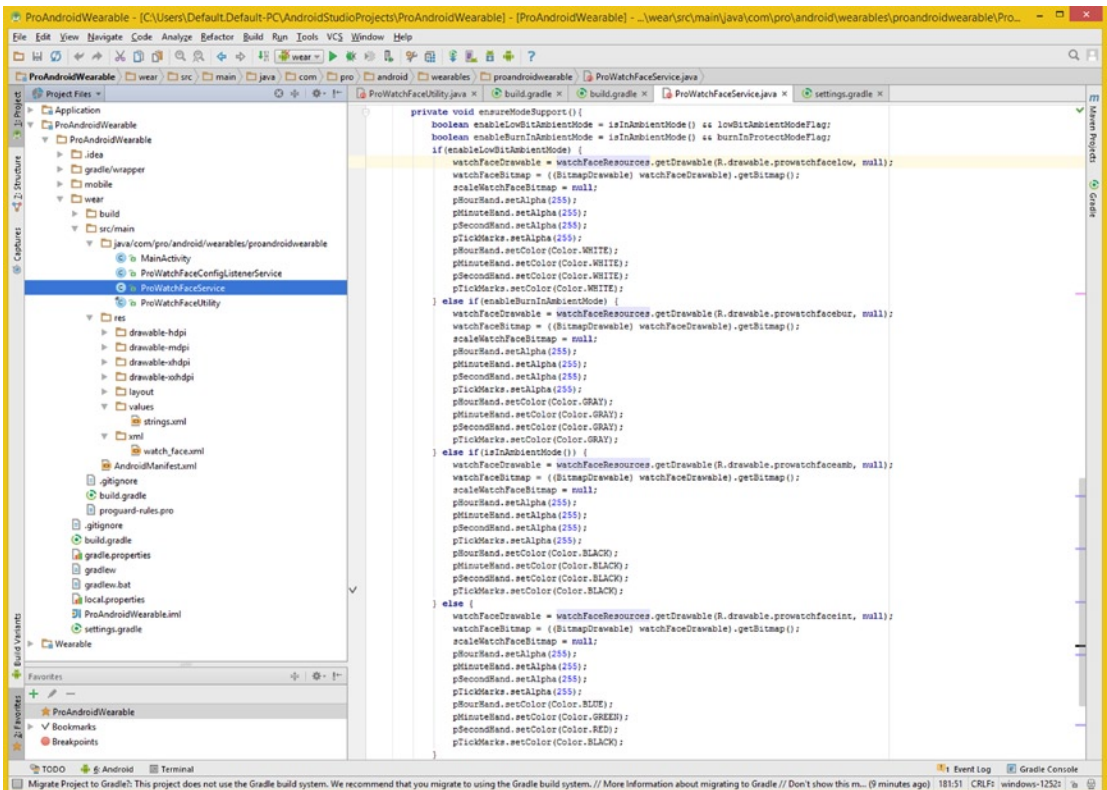 ProAndroidWearable - [C:\Users\Default.Default-PC\AndroidStudioProjects\ProAndroidWearable] - [ProAndroidWearable] - ...\wear\src\main\java\com\pro\android\wearables\proandroidwearable\Pro...
File Edit View Navigate Code Analyze Refactor Build Run Tools VCS Window Help
wear
ProAndroidWearable wear src main java com pro android wearables proandroidwearable ProWatchFaceService.java
Project Files
ProWatchFaceUtility.java × build.gradle × build.gradle × ProWatchFaceService.java × settings.gradle ×
1: Project
7: Structure
Captures
Build Variants
2: Favorites
Application
ProAndroidWearable
ProAndroidWearable
.idea
gradle/wrapper
mobile
wear
build
src/main
java/com/pro/android/wearables/proandroidwearable
MainActivity
ProWatchFaceConfigListenerService
ProWatchFaceService
ProWatchFaceUtility
res
drawable-hdpi
drawable-mdpi
drawable-xhdpi
drawable-xxhdpi
layout
values
strings.xml
xml
watch_face.xml
AndroidManifest.xml
.gitignore
build.gradle
proguard-rules.pro
.gitignore
build.gradle
gradle.properties
gradlew
gradlew.bat
local.properties
ProAndroidWearable.iml
settings.gradle
Wearable
Favorites
ProAndroidWearable
Bookmarks
Breakpoints
private void ensureModeSupport(){
boolean enableLowBitAmbientMode = isInAmbientMode() && lowBitAmbientModeFlag;
boolean enableBurnInAmbientMode = isInAmbientMode() && burnInProtectModeFlag;
if(enableLowBitAmbientMode) {
watchFaceDrawable = watchFaceResources.getDrawable(R.drawable.prowatchfacelow, null);
watchFaceBitmap = ((BitmapDrawable) watchFaceDrawable).getBitmap();
scaleWatchFaceBitmap = null;
pHourHand.setAlpha(255);
pMinuteHand.setAlpha(255);
pSecondHand.setAlpha(255);
pTickMarks.setAlpha(255);
pHourHand.setColor(Color.WHITE);
pMinuteHand.setColor(Color.WHITE);
pSecondHand.setColor(Color.WHITE);
pTickMarks.setColor(Color.WHITE);
} else if(enableBurnInAmbientMode) {
watchFaceDrawable = watchFaceResources.getDrawable(R.drawable.prowatchfacebur, null);
watchFaceBitmap = ((BitmapDrawable) watchFaceDrawable).getBitmap();
scaleWatchFaceBitmap = null;
pHourHand.setAlpha(255);
pMinuteHand.setAlpha(255);
pSecondHand.setAlpha(255);
pTickMarks.setAlpha(255);
pHourHand.setColor(Color.GRAY);
pMinuteHand.setColor(Color.GRAY);
pSecondHand.setColor(Color.GRAY);
pTickMarks.setColor(Color.GRAY);
} else if(isInAmbientMode()) {
watchFaceDrawable = watchFaceResources.getDrawable(R.drawable.prowatchfaceamb, null);
watchFaceBitmap = ((BitmapDrawable) watchFaceDrawable).getBitmap();
scaleWatchFaceBitmap = null;
pHourHand.setAlpha(255);
pMinuteHand.setAlpha(255);
pSecondHand.setAlpha(255);
pTickMarks.setAlpha(255);
pHourHand.setColor(Color.BLACK);
pMinuteHand.setColor(Color.BLACK);
pSecondHand.setColor(Color.BLACK);
pTickMarks.setColor(Color.BLACK);
} else {
watchFaceDrawable = watchFaceResources.getDrawable(R.drawable.prowatchfaceint, null);
watchFaceBitmap = ((BitmapDrawable) watchFaceDrawable).getBitmap();
scaleWatchFaceBitmap = null;
pHourHand.setAlpha(255);
pMinuteHand.setAlpha(255);
pSecondHand.setAlpha(255);
pTickMarks.setAlpha(255);
pHourHand.setColor(Color.BLUE);
pMinuteHand.setColor(Color.GREEN);
pSecondHand.setColor(Color.RED);
pTickMarks.setColor(Color.BLACK);
}
Maven Projects
Gradle
TODO 6: Android Terminal 1 Event Log Gradle Console
Migrate Project to Gradle?: This project does not use the Gradle build system. We recommend that you migrate to using the Gradle build system. // More Information about migrating to Gradle // Don't show this m... (9 minutes ago) 181:51 CRLF÷ windows-1252÷